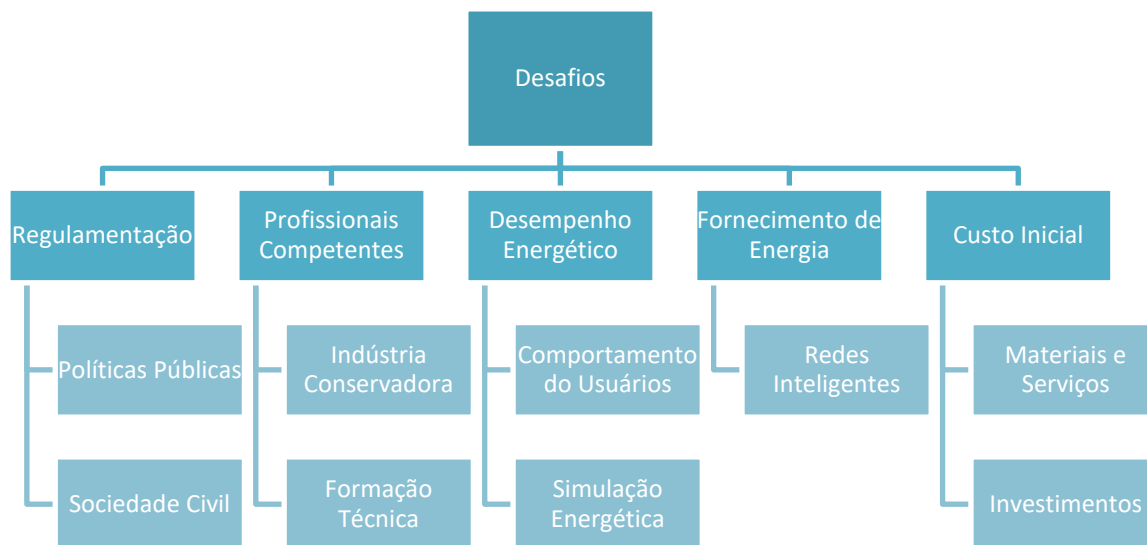 Desafios
Regulamentação
Profissionais
Competentes
Desempenho
Energético
Fornecimento de
Energia
Custo Inicial
Políticas Públicas
Indústria
Conservadora
Comportamento
do Usuários
Redes
Inteligentes
Materiais e
Serviços
Sociedade Civil
Formação
Técnica
Simulação
Energética
Investimentos